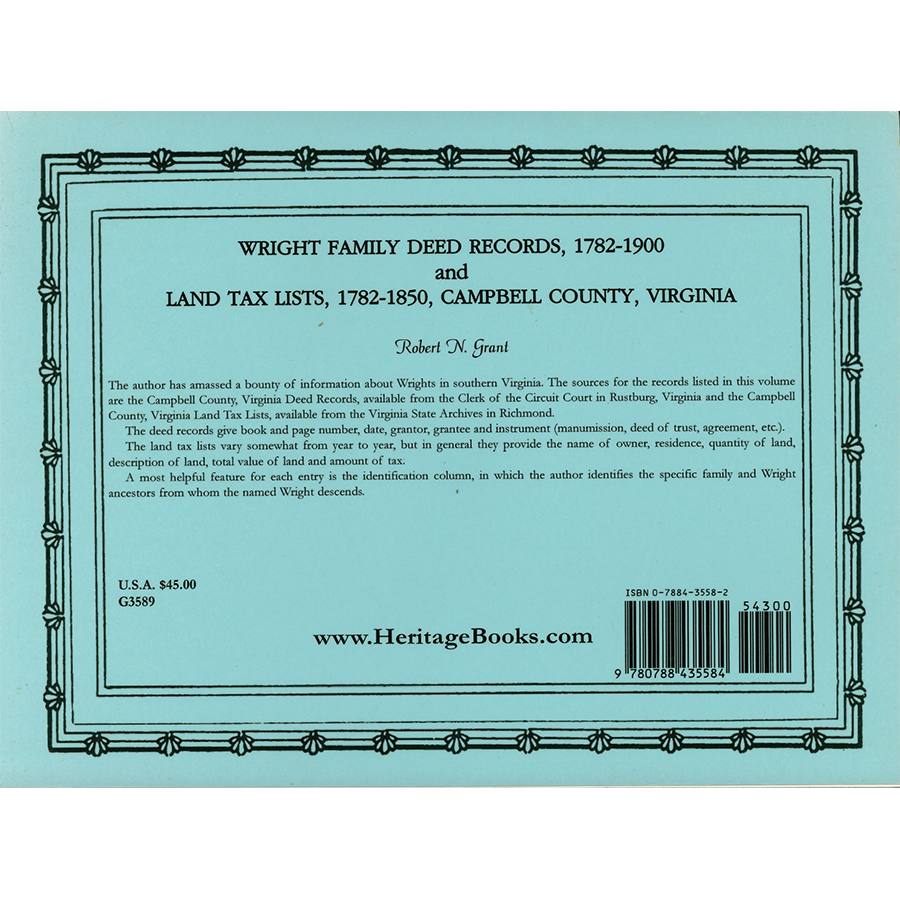 WRIGHT FAMILY DEED RECORDS, 1782-1900
and
LAND TAX LISTS, 1782-1850, CAMPBELL COUNTY, VIRGINIA
Robert N. Grant
The author has amassed a bounty of information about Wrights in southern Virginia. The sources for the records listed in this volume
are the Campbell County, Virginia Deed Records, available from the Clerk of the Circuit Court in Rustburg, Virginia and the Campbell
County, Virginia Land Tax Lists, available from the Virginia State Archives in Richmond.
The deed records give book and page number, date, grantor, grantee and instrument (manumission, deed of trust, agreement, etc.).
The land tax lists vary somewhat from year to year, but in general they provide the name of owner, residence, quantity of land,
description of land, total value of land and amount of tax.
A most helpful feature for each entry is the identification column, in which the author identifies the specific family and Wright
ancestors from whom the named Wright descends.
U.S.A. $45.00
G3589
www.HeritageBooks.com
ISBN 0-7884-3558-2
54300
9 780788 435584